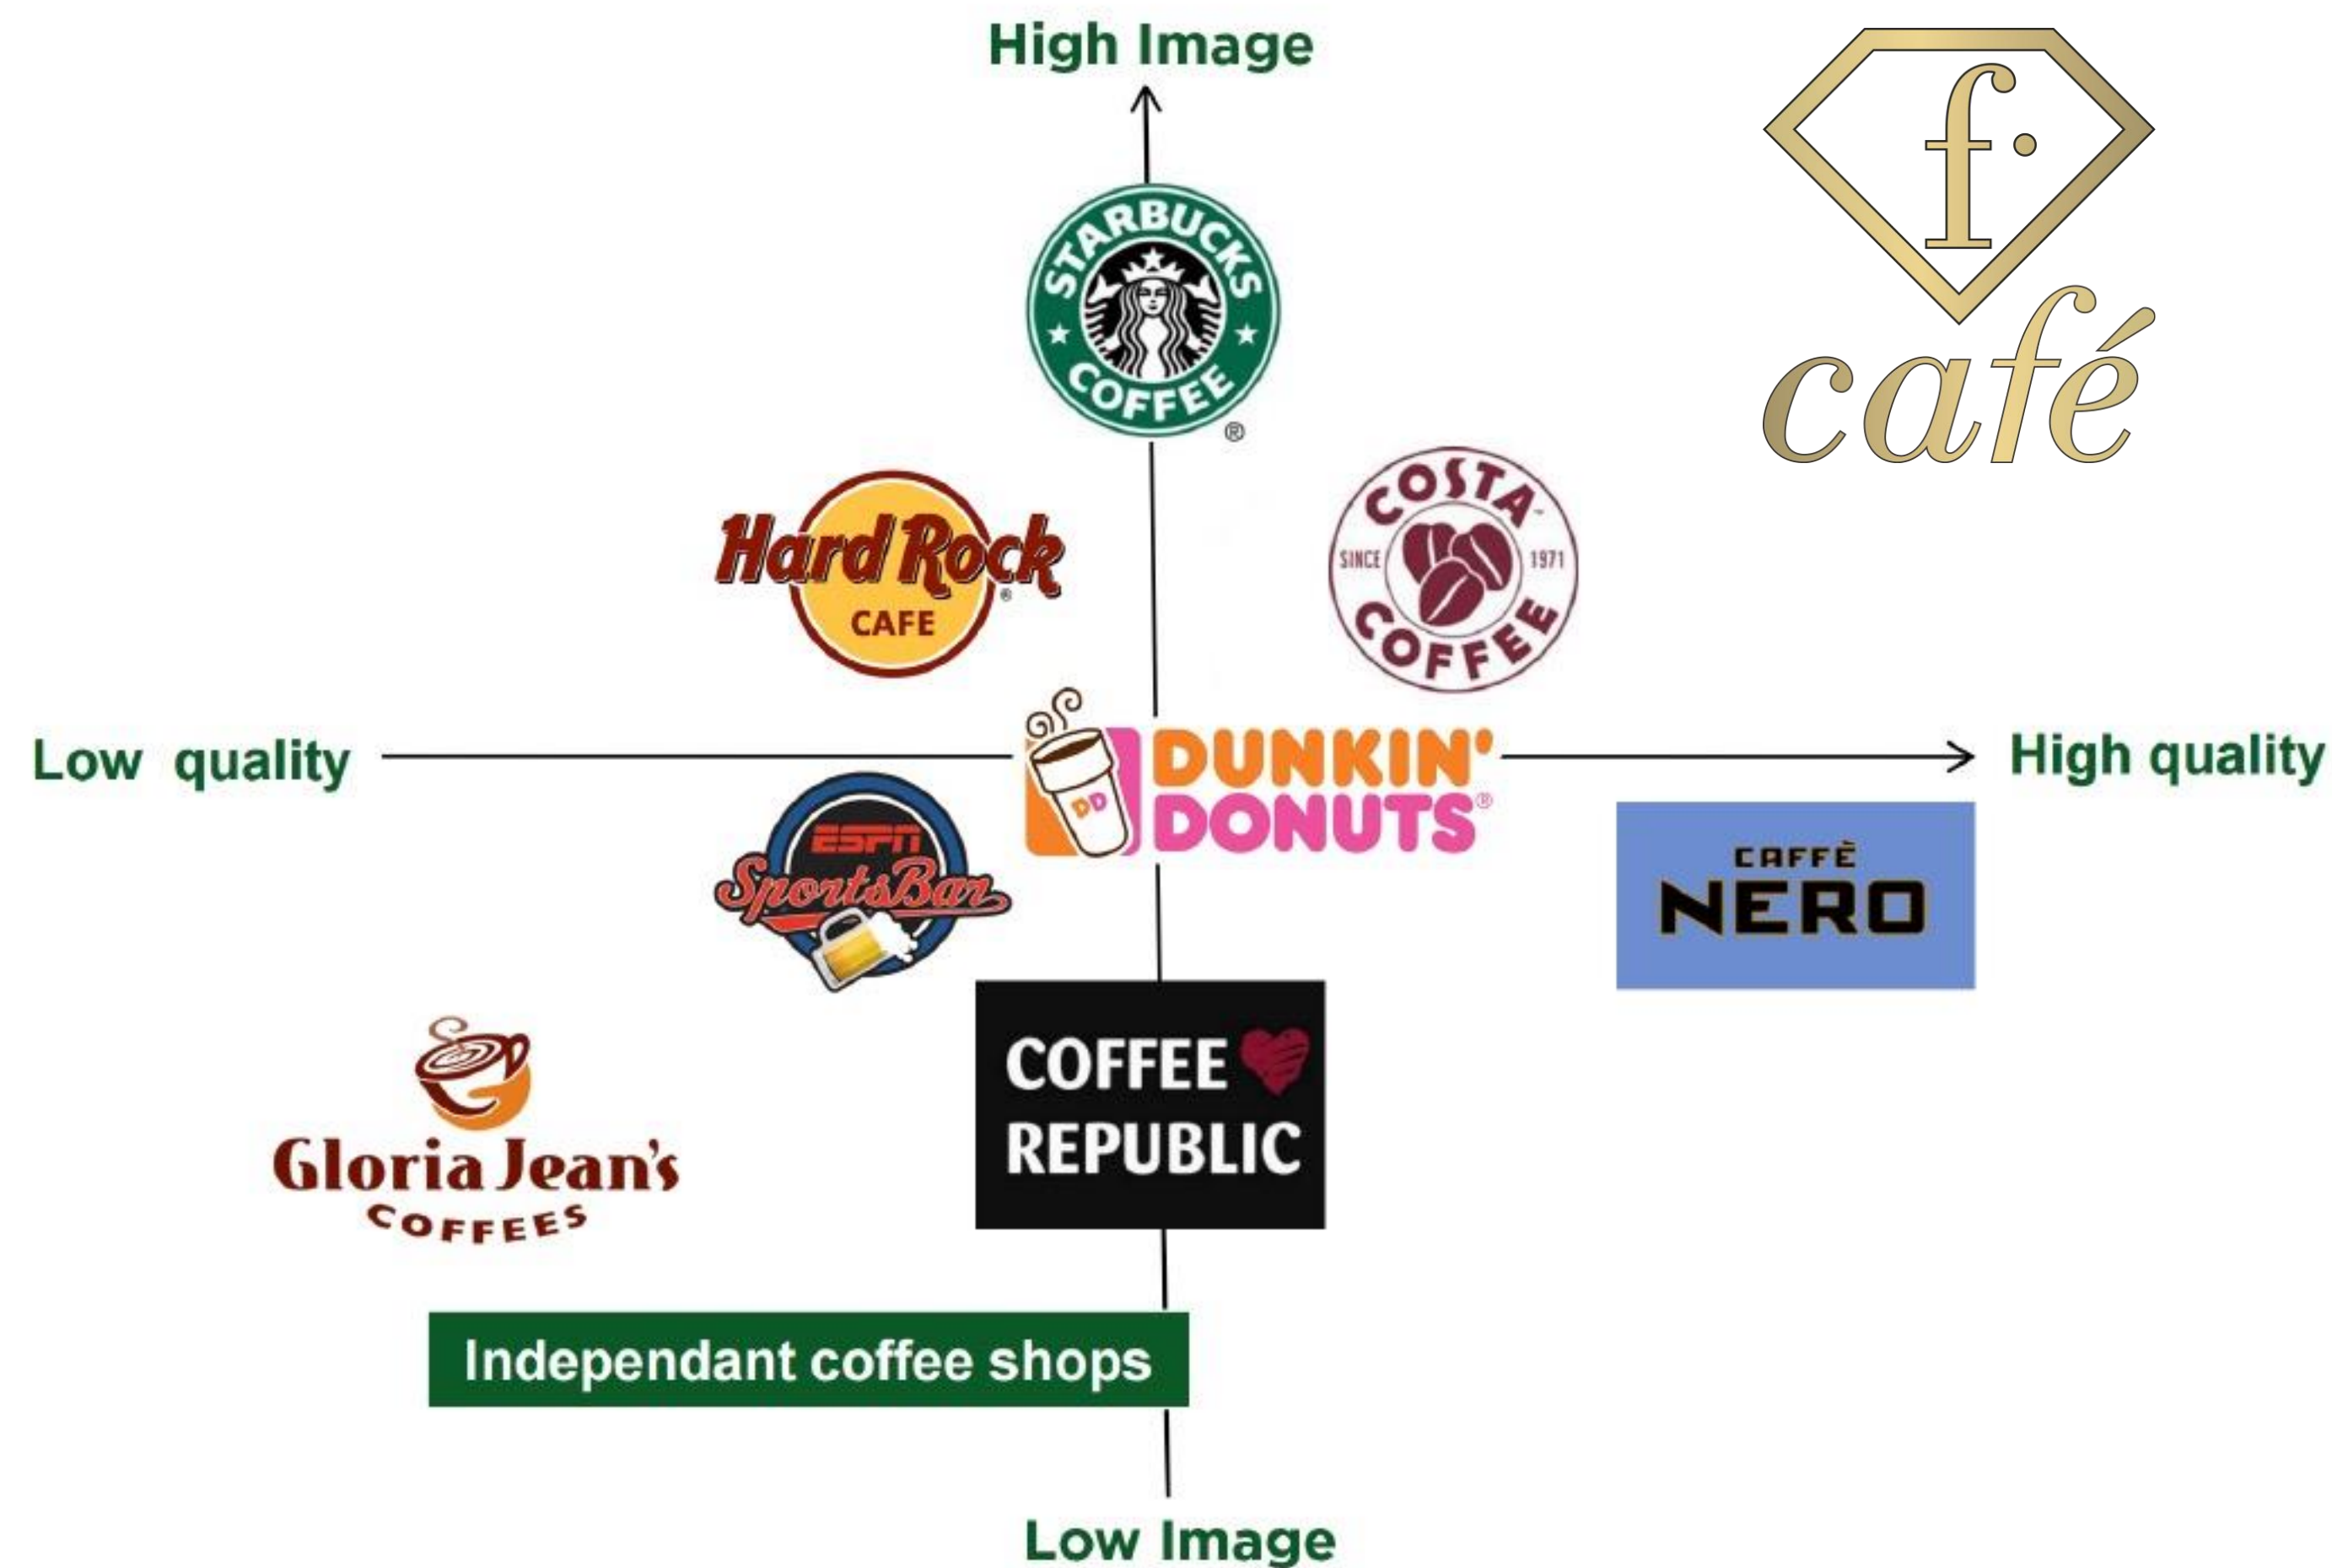 High Image
f.
café
STARBUCKS
COFFEE
®
Hard Rock
®
CAFE
COSTA
SINCE 1971
COFFEE
Low quality
DD
DUNKIN'
DONUTS®
High quality
ESPN
SportsBar
CAFFÈ
NERO
COFFEE
REPUBLIC
Gloria Jean's
COFFEES
Independant coffee shops
Low Image